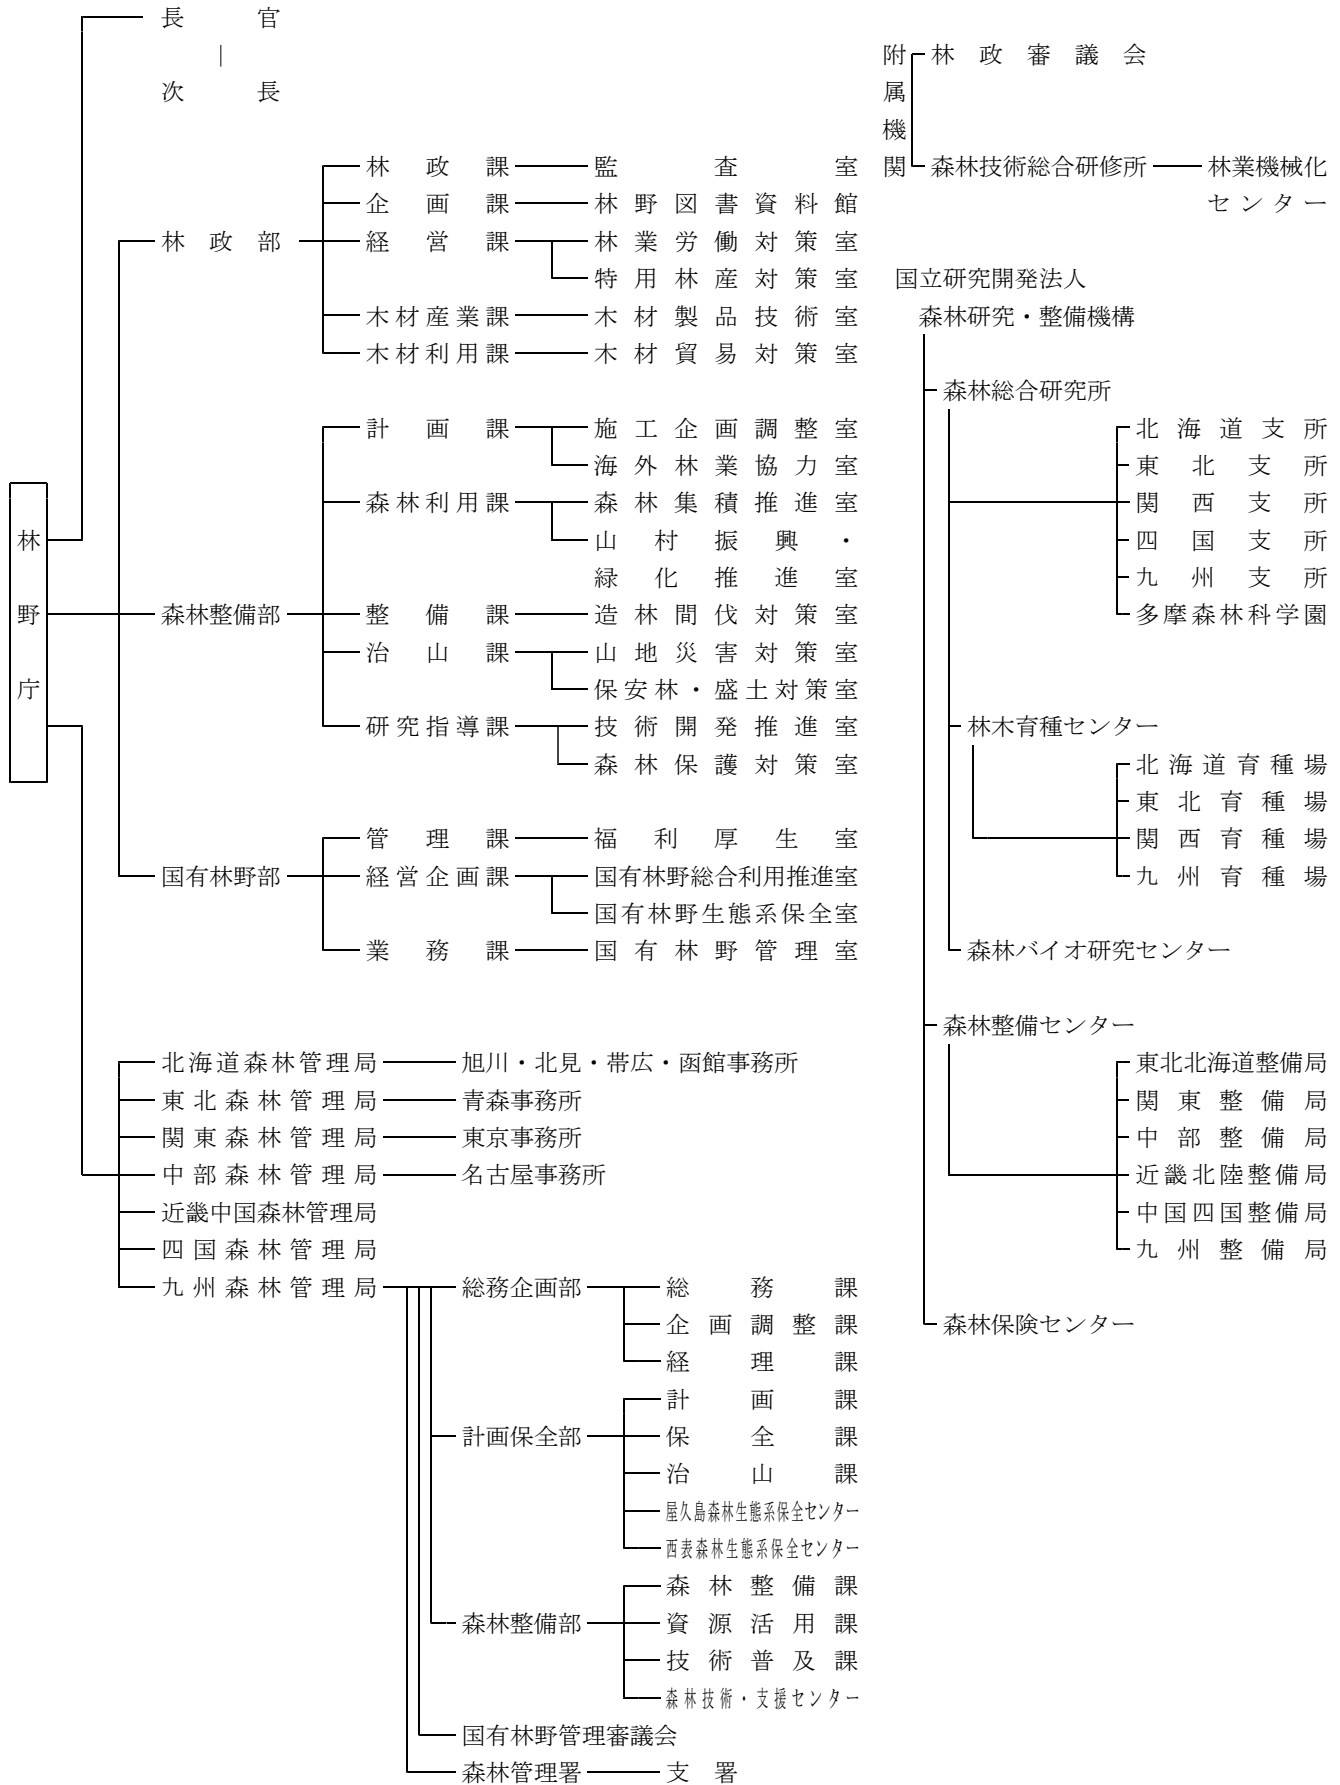 林野庁
長官
|
次長
林政部
林政課 監査室
企画課 林野図書資料館
経営課 林業労働対策室
特用林産対策室
木材産業課 木材製品技術室
木材利用課 木材貿易対策室
森林整備部
計画課 施工企画調整室
海外林業協力室
森林利用課 森林集積推進室
山村振興・
緑化推進室
整備課 造林間伐対策室
治山課 山地災害対策室
保安林・盛土対策室
研究指導課 技術開発推進室
森林保護対策室
国有林野部
管理課 福利厚生室
経営企画課 国有林野総合利用推進室
国有林野生態系保全室
業務課 国有林野管理室
北海道森林管理局 旭川・北見・帯広・函館事務所
東北森林管理局 青森事務所
関東森林管理局 東京事務所
中部森林管理局 名古屋事務所
近畿中国森林管理局
四国森林管理局
九州森林管理局
総務企画部 総務課
企画調整課
経理課
計画保全部
計画課
保全課
治山課
屋久島森林生態系保全センター
西表森林生態系保全センター
森林整備部
森林整備課
資源活用課
技術普及課
森林技術・支援センター
国有林野管理審議会
森林管理署 支署
附属機関
林政審議会
森林技術総合研修所 林業機械化
センター
国立研究開発法人
森林研究・整備機構
森林総合研究所
北海道支所
東北支所
関西支所
四国支所
九州支所
多摩森林科学園
林木育種センター
北海道育種場
東北育種場
関西育種場
九州育種場
森林バイオ研究センター
森林整備センター
東北北海道整備局
関東整備局
中部整備局
近畿北陸整備局
中国四国整備局
九州整備局
森林保険センター